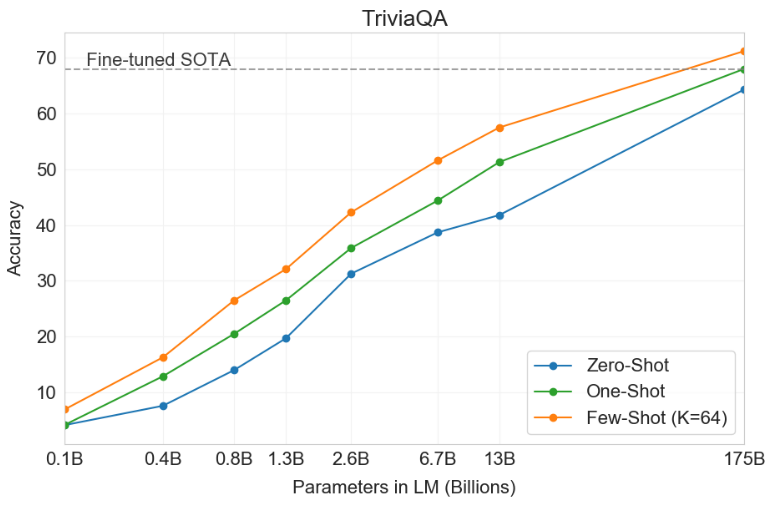 TriviaQA
Fine-tuned SOTA
70
60
50
40
30
20
10
Accuracy
Zero-Shot
One-Shot
Few-Shot (K=64)
0.1B 0.4B 0.8B 1.3B 2.6B 6.7B 13B 175B
Parameters in LM (Billions)